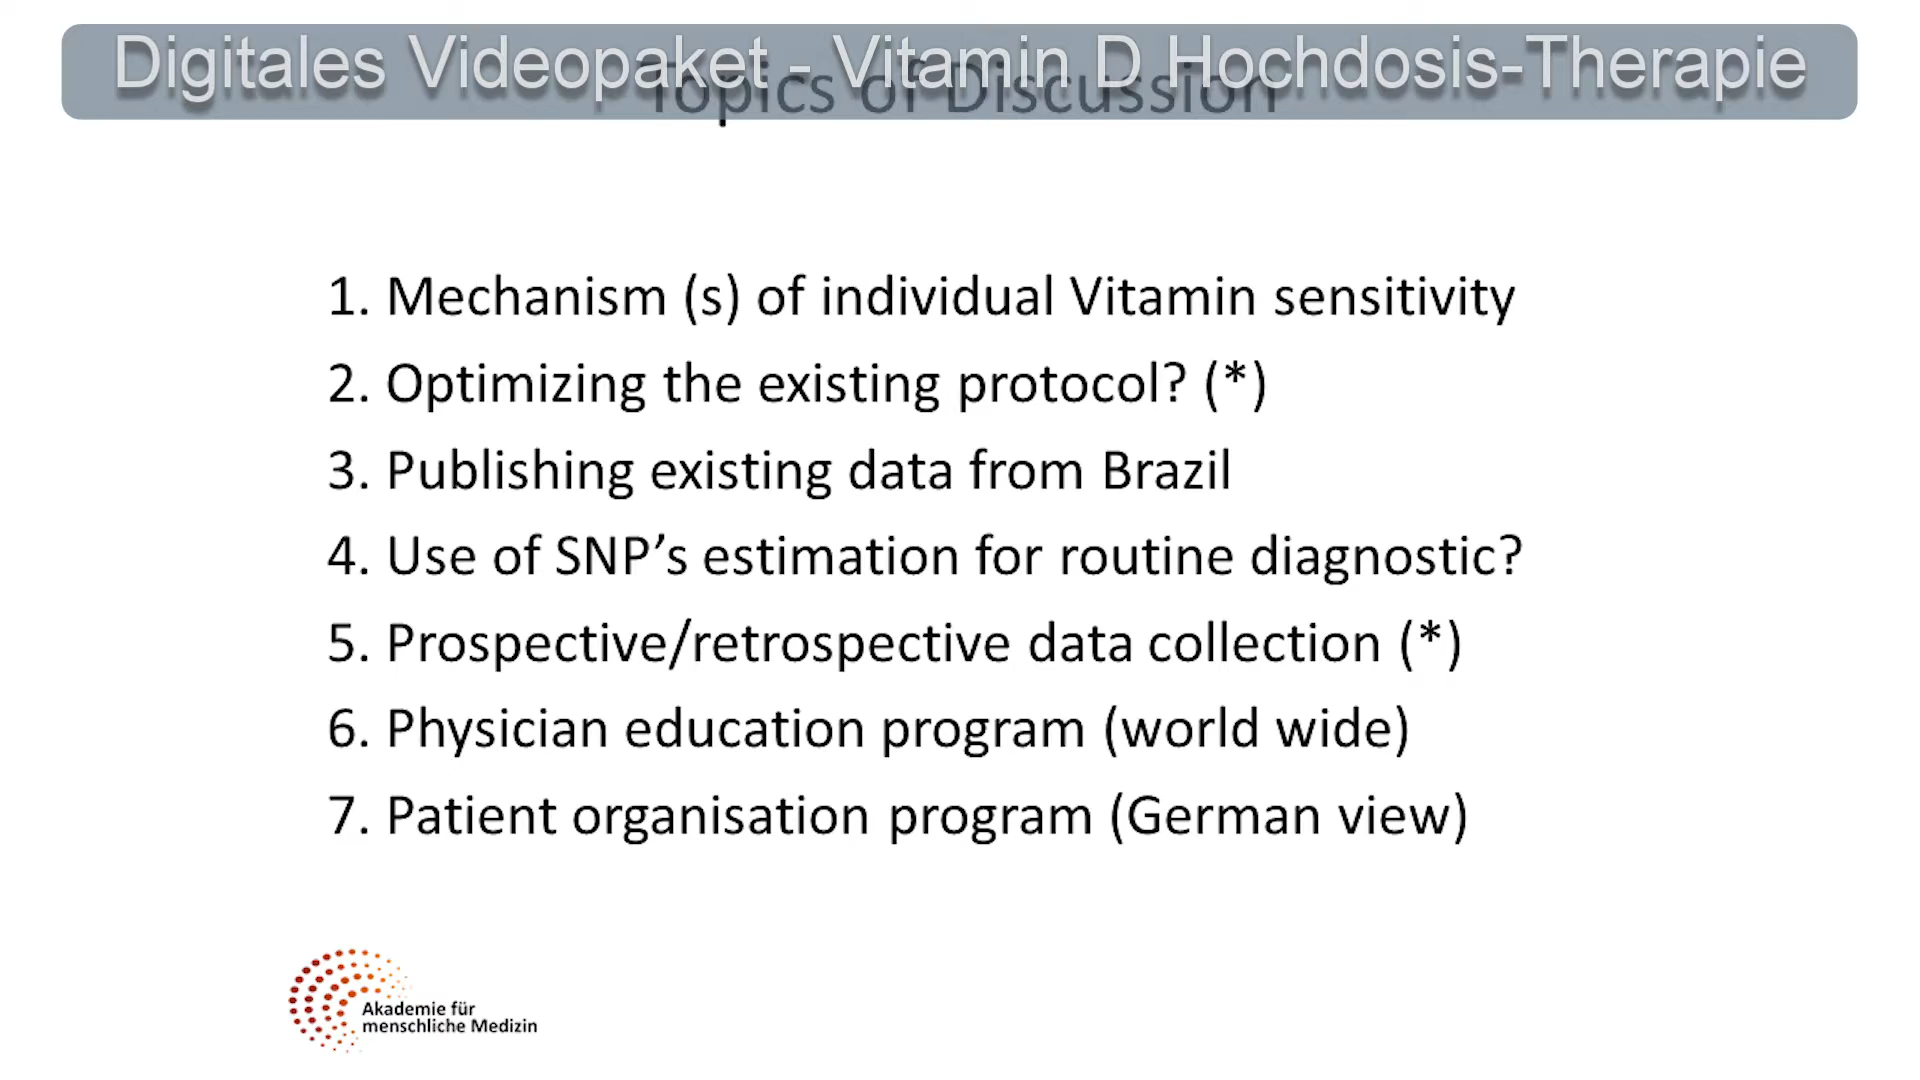 Digitales Videopaket - Vitamin D Hochdosis-Therapie
Topics of Discussion
1. Mechanism (s) of individual Vitamin sensitivity
2. Optimizing the existing protocol? (*)
3. Publishing existing data from Brazil
4. Use of SNP’s estimation for routine diagnostic?
5. Prospective/retrospective data collection (*)
6. Physician education program (world wide)
7. Patient organisation program (German view)
Akademie für
menschliche Medizin